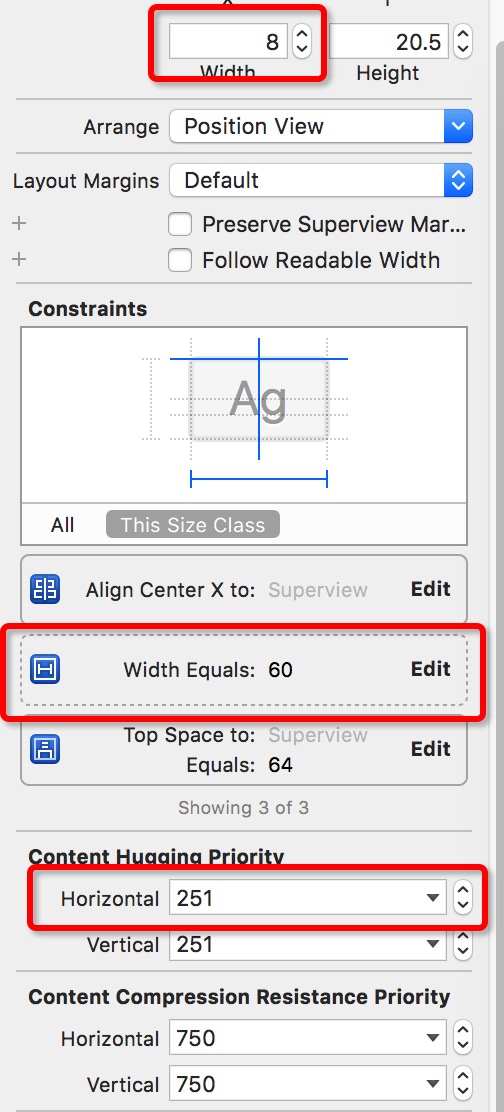 8
20.5
Width
Height
Arrange
Position View
Layout Margins
Default
Preserve Superview Mar...
Follow Readable Width
Constraints
Ag
All
This Size Class
Align Center X to: Superview
Edit
Width Equals: 60
Edit
Top Space to: Superview
Equals: 64
Edit
Showing 3 of 3
Content Hugging Priority
Horizontal
251
Vertical
251
Content Compression Resistance Priority
Horizontal
750
Vertical
750